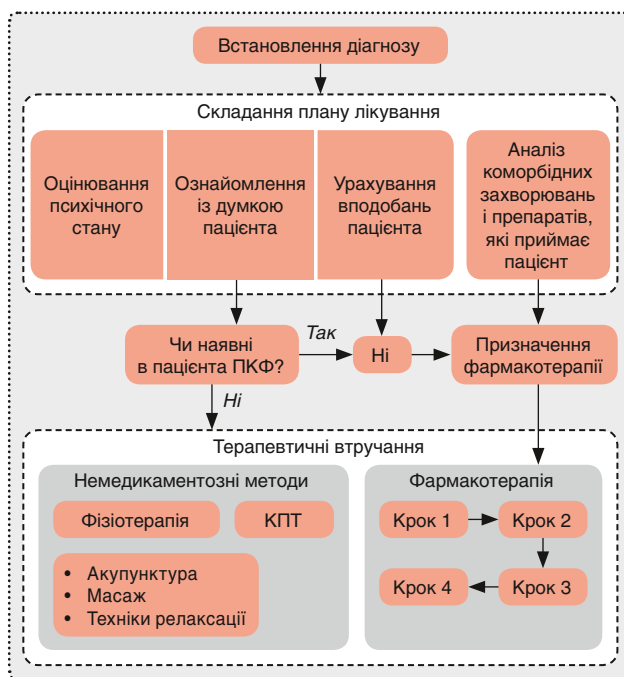 Встановлення діагнозу
Складання плану лікування
Оцінювання
психічного
стану
Ознайомлення
із думкою
пацієнта
Урахування
вподобань
пацієнта
Аналіз
коморбідних
захворювань
і препаратів,
які приймає
пацієнт
Чи наявні
в пацієнта ПКФ?
Так
Ні
Ні
Призначення
фармакотерапії
Терапевтичні втручання
Немедикаментозні методи
Фізіотерапія
КПТ
• Акупунктура
• Масаж
• Техніки релаксації
Фармакотерапія
Крок 1
Крок 2
Крок 4
Крок 3